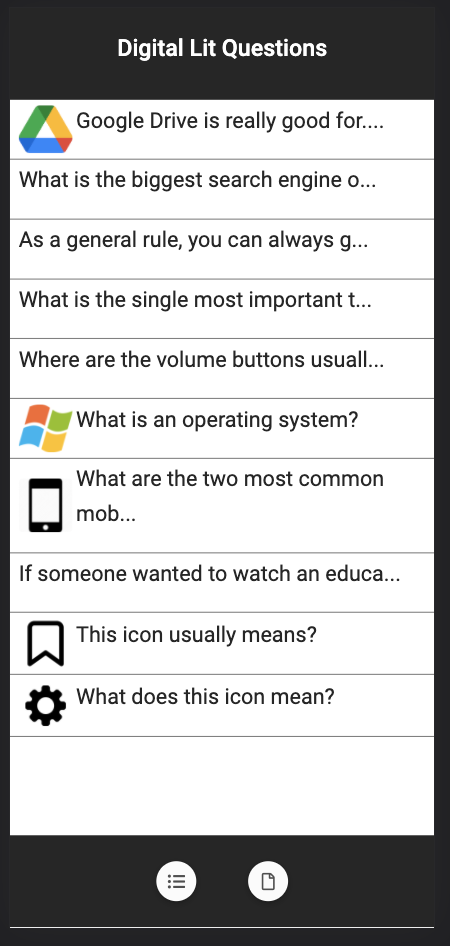 Digital Lit Questions
Google Drive is really good for....
What is the biggest search engine o...
As a general rule, you can always g...
What is the single most important t...
Where are the volume buttons usuall...
What is an operating system?
What are the two most common
mob...
If someone wanted to watch an educa...
This icon usually means?
What does this icon mean?